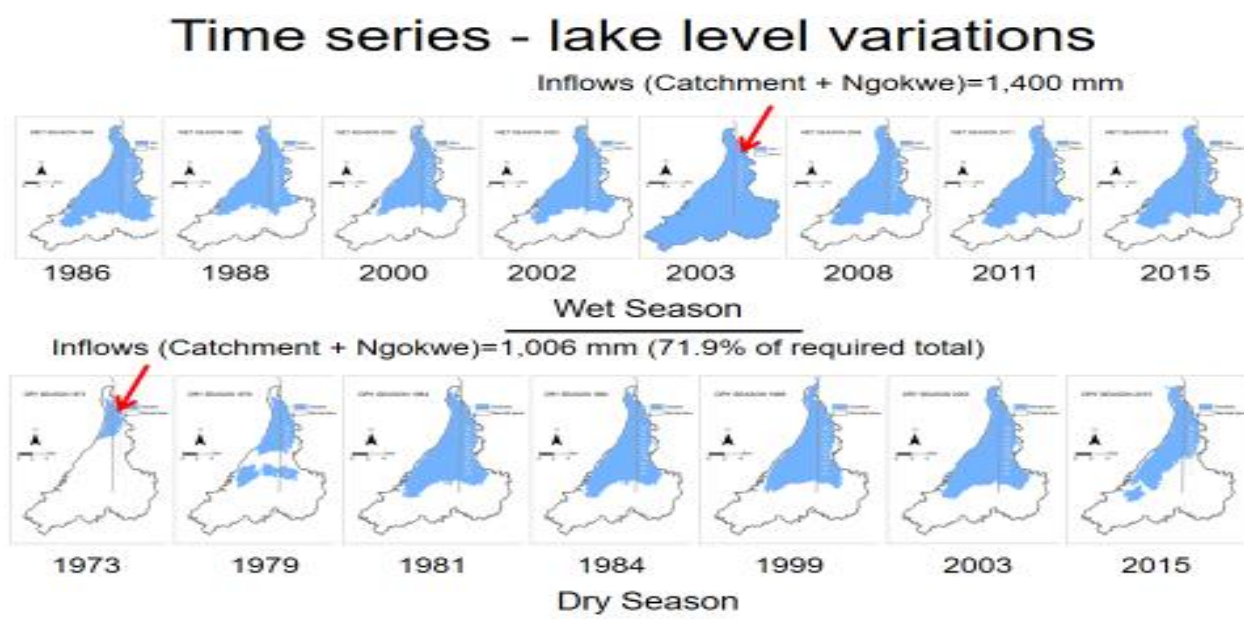 Time series - lake level variations
Inflows (Catchment + Ngokwe)=1,400 mm
1986 1988 2000 2002 2003 2008 2011 2015
Wet Season
Inflows (Catchment + Ngokwe)=1,006 mm (71.9% of required total)
1973 1979 1981 1984 1999 2003 2015
Dry Season